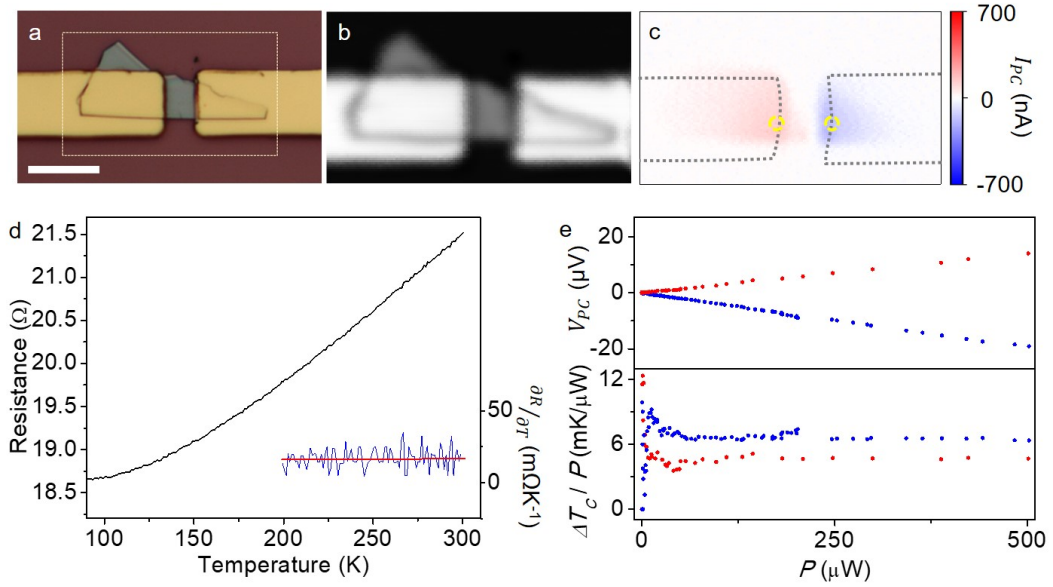 a
b
c
700
0
-700
I_PC (nA)
d
21.5
21.0
20.5
20.0
19.5
19.0
18.5
Resistance (Ω)
50
0
∂R/∂T (mΩK⁻¹)
100 150 200 250 300
Temperature (K)
e
20
0
-20
V_PC (µV)
12
6
0
ΔT_C / P (mK/µW)
0 250 500
P (µW)